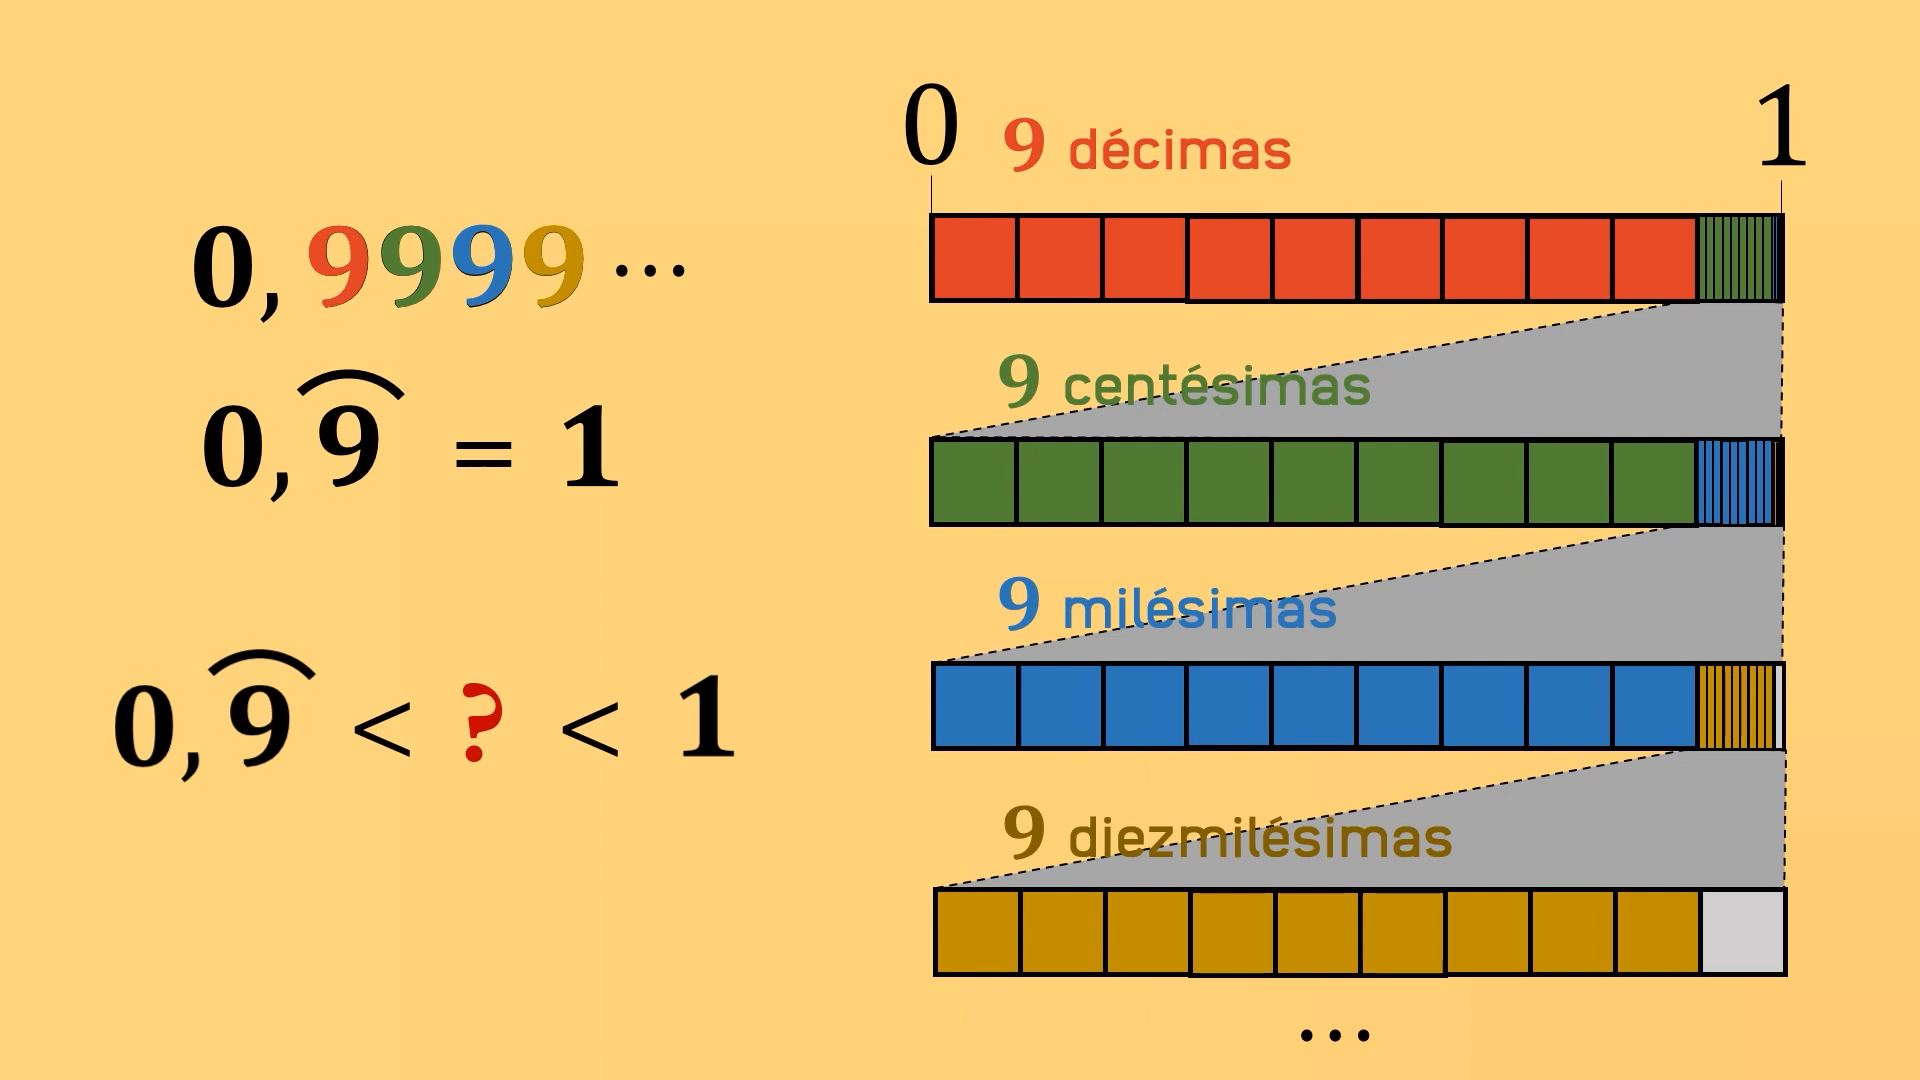 0,9999 ...
0,9͡ = 1
0,9͡ < ? < 1
0 1
9 décimas
9 centésimas
9 milésimas
9 diezmilésimas
...